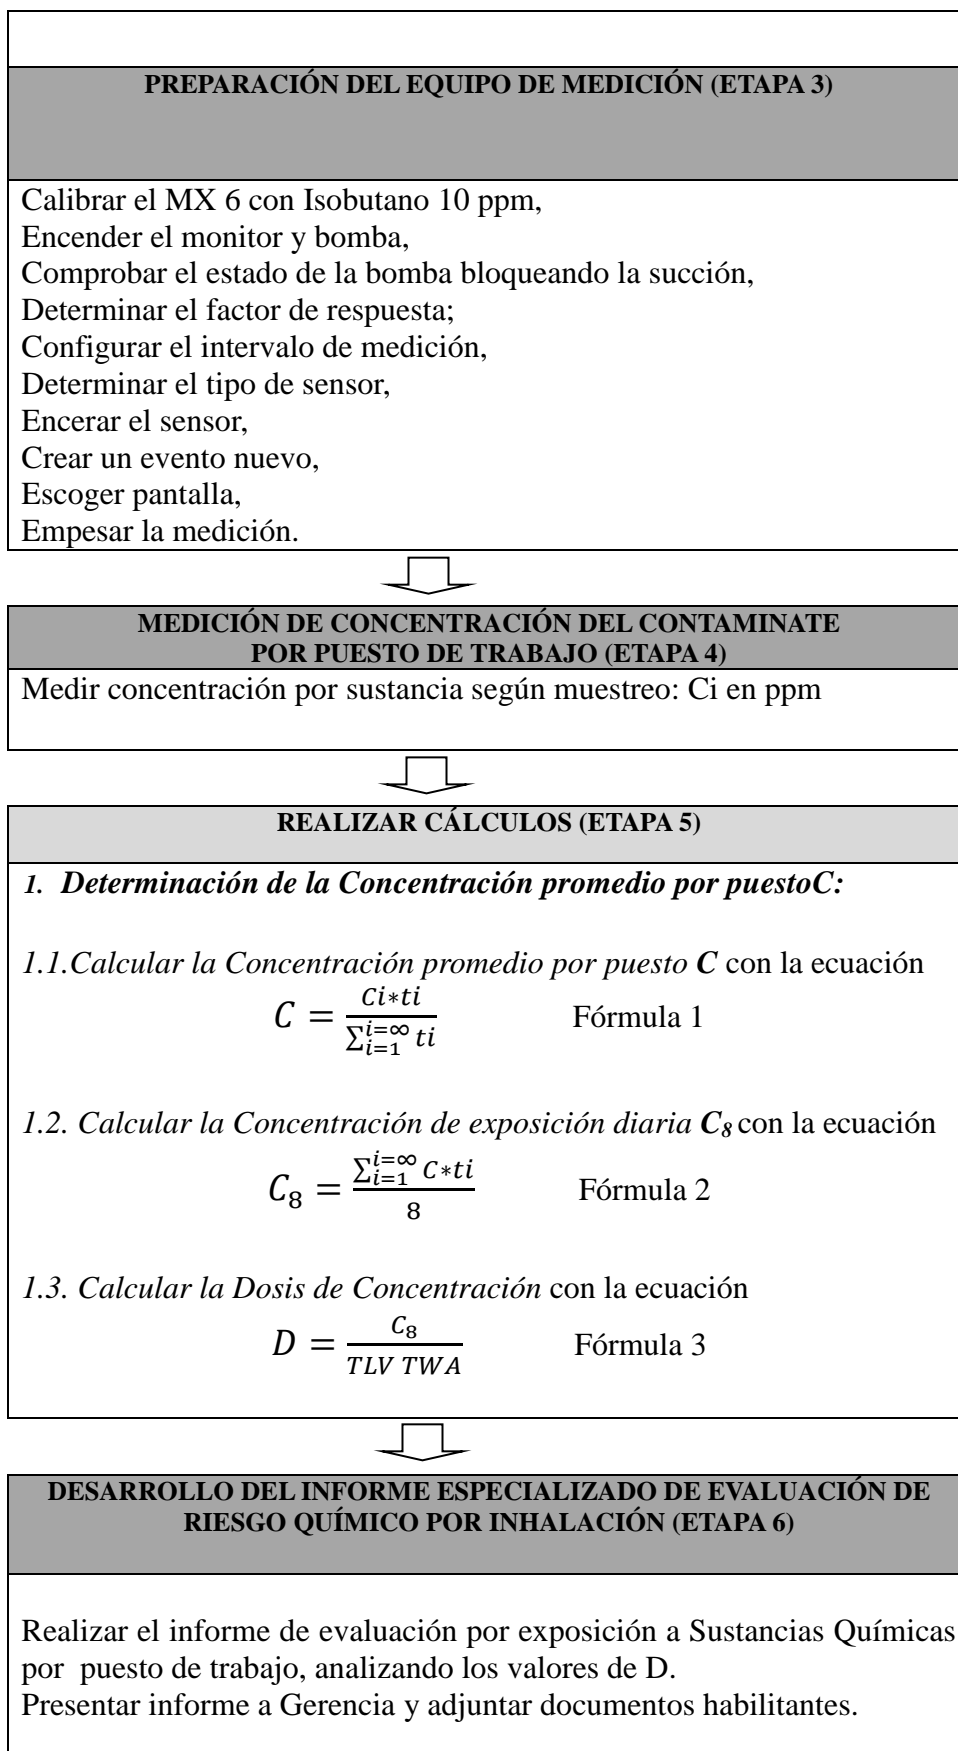 PREPARACIÓN DEL EQUIPO DE MEDICIÓN (ETAPA 3)
Calibrar el MX 6 con Isobutano 10 ppm,
Encender el monitor y bomba,
Comprobar el estado de la bomba bloqueando la succión,
Determinar el factor de respuesta;
Configurar el intervalo de medición,
Determinar el tipo de sensor,
Encerar el sensor,
Crear un evento nuevo,
Escoger pantalla,
Empesar la medición.
MEDICIÓN DE CONCENTRACIÓN DEL CONTAMINATE
POR PUESTO DE TRABAJO (ETAPA 4)
Medir concentración por sustancia según muestreo: Ci en ppm
REALIZAR CÁLCULOS (ETAPA 5)
1. Determinación de la Concentración promedio por puestoC:
1.1.Calcular la Concentración promedio por puesto C con la ecuación
C = \frac{Ci*ti}{\sum_{i=1}^{i=∞} ti} Fórmula 1
1.2. Calcular la Concentración de exposición diaria C₈ con la ecuación
C₈ = \frac{\sum_{i=1}^{i=∞} C*ti}{8} Fórmula 2
1.3. Calcular la Dosis de Concentración con la ecuación
D = \frac{C₈}{TLV TWA} Fórmula 3
DESARROLLO DEL INFORME ESPECIALIZADO DE EVALUACIÓN DE
RIESGO QUÍMICO POR INHALACIÓN (ETAPA 6)
Realizar el informe de evaluación por exposición a Sustancias Químicas
por puesto de trabajo, analizando los valores de D.
Presentar informe a Gerencia y adjuntar documentos habilitantes.